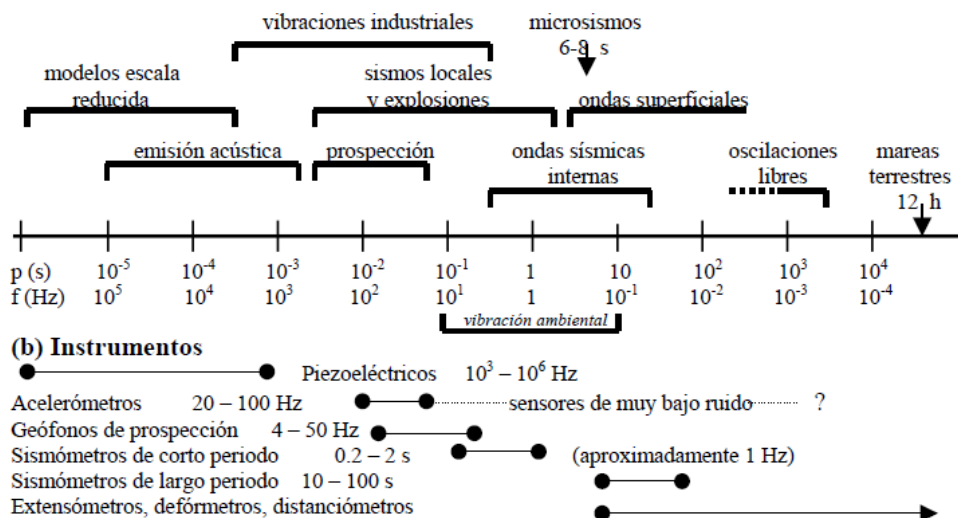 vibraciones industriales
microsismos
6-8 s
modelos escala
reducida
sismos locales
y explosiones
ondas superficiales
emisión acústica
prospección
ondas sísmicas
internas
oscilaciones
libres
mareas
terrestres
12 h
p (s) 10⁻⁵ 10⁻⁴ 10⁻³ 10⁻² 10⁻¹ 1 10 10² 10³ 10⁴
f (Hz) 10⁵ 10⁴ 10³ 10² 10¹ 1 10⁻¹ 10⁻² 10⁻³ 10⁻⁴
vibración ambiental
(b) Instrumentos
Piezoeléctricos 10³ – 10⁶ Hz
Acelerómetros 20 – 100 Hz sensores de muy bajo ruido ?
Geófonos de prospección 4 – 50 Hz
Sismómetros de corto periodo 0.2 – 2 s (aproximadamente 1 Hz)
Sismómetros de largo periodo 10 – 100 s
Extensómetros, defórmetros, distanciómetros